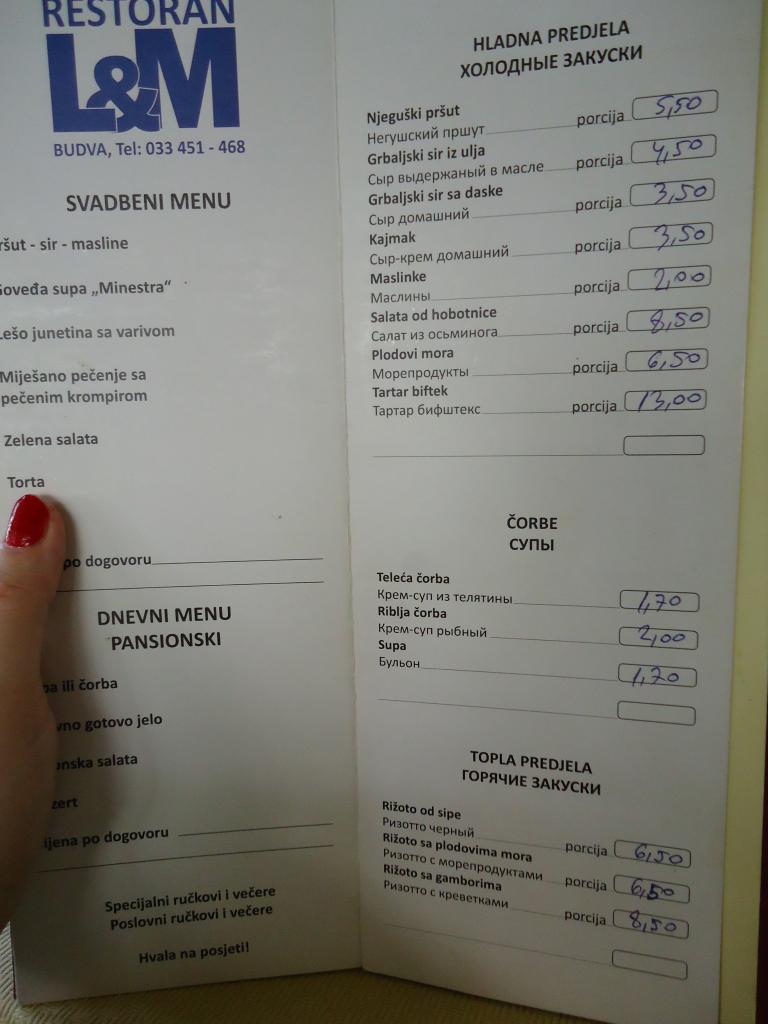 RESTORAN
L&M
BUDVA, Tel: 033 451 - 468
SVADBENI MENU
ršut - sir - masline
Goveđa supa „Minestra“
Lešo junetina sa varivom
Miješano pečenje sa
pečenim krompirom
Zelena salata
Torta
po dogovoru
DNEVNI MENU
PANSIONSKI
ili čorba
gotovo jelo
salata
po dogovoru
Specijalni ručkovi i večere
Poslovni ručkovi i večere
Hvala na posjeti!
HLADNA PREDJELA
ХОЛОДНЫЕ ЗАКУСКИ
Njeguški pršut
Негушский пршут porcija 5,50
Grbaljski sir iz ulja
Сыр выдержаный в масле porcija 4,50
Grbaljski sir sa daske
Сыр домашний porcija 3,50
Kajmak
Сыр-крем домашний porcija 3,50
Maslinke
Маслины porcija 2,00
Salata od hobotnice
Салат из осьминога porcija 8,50
Plodovi mora
Морепродукты porcija 6,50
Tartar biftek
Тартар бифштекс porcija 13,00
ČORBE
СУПЫ
Teleća čorba
Крем-суп из телятины 1,70
Riblja čorba
Крем-суп рыбный 2,00
Supa
Бульон 1,70
TOPLA PREDJELA
ГОРЯЧИЕ ЗАКУСКИ
Rižoto od sipe
Ризотто черный porcija 6,50
Rižoto sa plodovima mora
Ризотто с морепродуктами porcija 6,50
Rižoto sa gamborima
Ризотто с креветками porcija 8,50